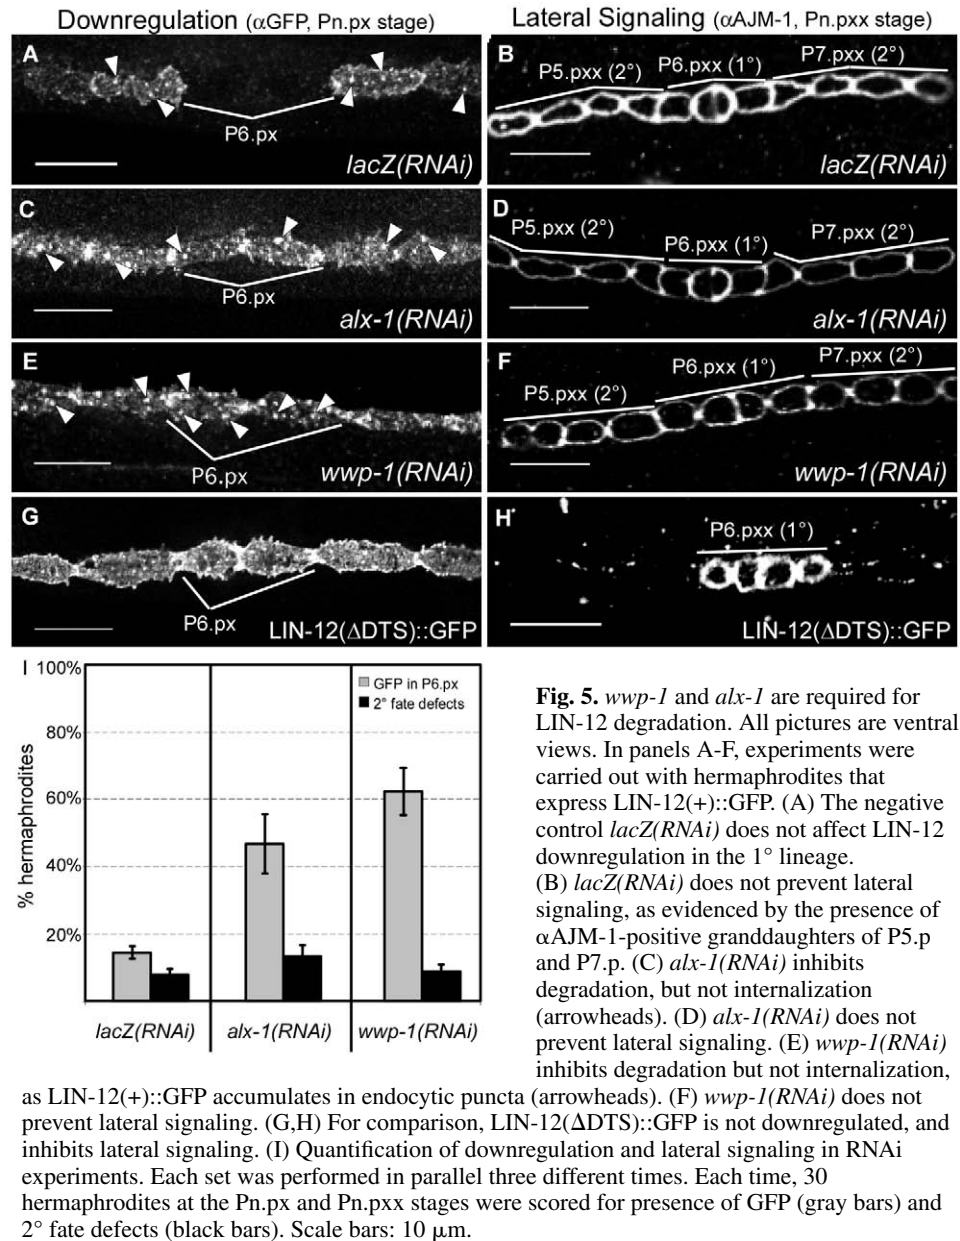 Downregulation (αGFP, Pn.px stage)
Lateral Signaling (αAJM-1, Pn.pxx stage)
A
P6.px
lacZ(RNAi)
B
P5.pxx (2°)
P6.pxx (1°)
P7.pxx (2°)
lacZ(RNAi)
C
P6.px
alx-1(RNAi)
D
P5.pxx (2°)
P6.pxx (1°)
P7.pxx (2°)
alx-1(RNAi)
E
P6.px
wwp-1(RNAi)
F
P5.pxx (2°)
P6.pxx (1°)
P7.pxx (2°)
wwp-1(RNAi)
G
P6.px
LIN-12(ΔDTS)::GFP
H
P6.pxx (1°)
LIN-12(ΔDTS)::GFP
I
100%
80%
60%
40%
20%
% hermaphrodites
GFP in P6.px
2° fate defects
lacZ(RNAi)
alx-1(RNAi)
wwp-1(RNAi)
Fig. 5. wwp-1 and alx-1 are required for
LIN-12 degradation. All pictures are ventral
views. In panels A-F, experiments were
carried out with hermaphrodites that
express LIN-12(+)::GFP. (A) The negative
control lacZ(RNAi) does not affect LIN-12
downregulation in the 1° lineage.
(B) lacZ(RNAi) does not prevent lateral
signaling, as evidenced by the presence of
αAJM-1-positive granddaughters of P5.p
and P7.p. (C) alx-1(RNAi) inhibits
degradation, but not internalization
(arrowheads). (D) alx-1(RNAi) does not
prevent lateral signaling. (E) wwp-1(RNAi)
inhibits degradation but not internalization,
as LIN-12(+)::GFP accumulates in endocytic puncta (arrowheads). (F) wwp-1(RNAi) does not
prevent lateral signaling. (G,H) For comparison, LIN-12(ΔDTS)::GFP is not downregulated, and
inhibits lateral signaling. (I) Quantification of downregulation and lateral signaling in RNAi
experiments. Each set was performed in parallel three different times. Each time, 30
hermaphrodites at the Pn.px and Pn.pxx stages were scored for presence of GFP (gray bars) and
2° fate defects (black bars). Scale bars: 10 μm.